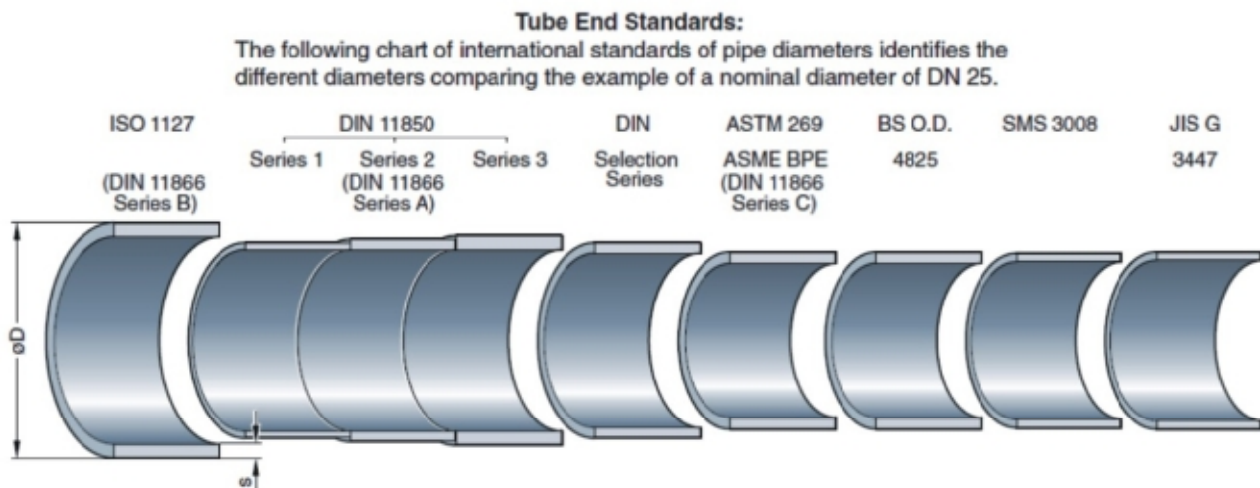 Tube End Standards:
The following chart of international standards of pipe diameters identifies the
different diameters comparing the example of a nominal diameter of DN 25.
ISO 1127 DIN 11850 DIN ASTM 269 BS O.D. SMS 3008 JIS G
Series 1 Series 2 Series 3 Selection ASME BPE 4825 3447
(DIN 11866 (DIN 11866 Series (DIN 11866
Series B) Series A) Series C)
øD
s